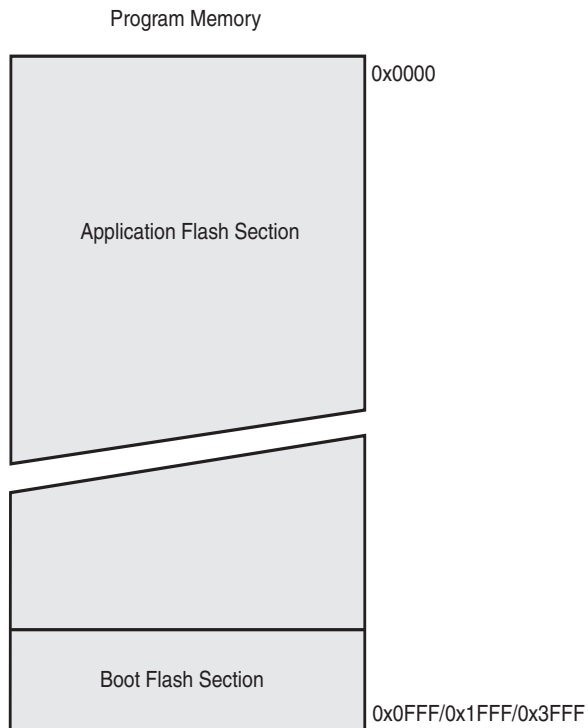 Program Memory
0x0000
Application Flash Section
Boot Flash Section
0x0FFF/0x1FFF/0x3FFF